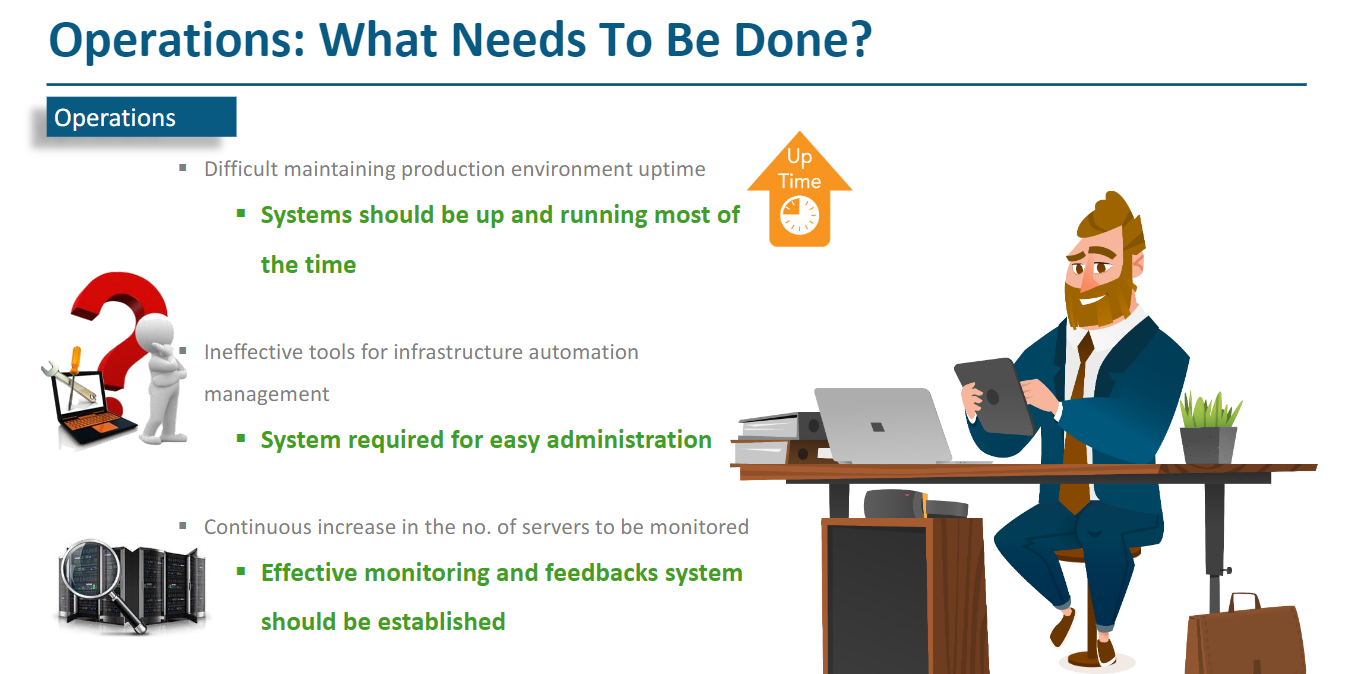 Operations: What Needs To Be Done?
Operations
▪ Difficult maintaining production environment uptime
▪ Systems should be up and running most of
the time
Up
Time
▪ Ineffective tools for infrastructure automation
management
▪ System required for easy administration
▪ Continuous increase in the no. of servers to be monitored
▪ Effective monitoring and feedbacks system
should be established